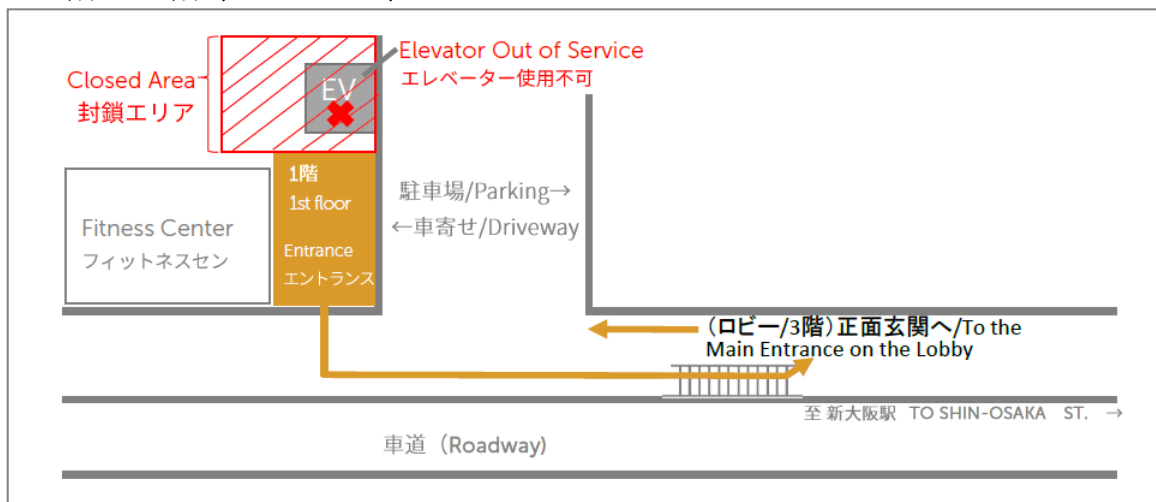 Closed Area
封鎖エリア
EV
Elevator Out of Service
エレベーター使用不可
1階
1st floor
Entrance
エントランス
Fitness Center
フィットネスセン
駐車場/Parking→
←車寄せ/Driveway
（ロビー/3階）正面玄関へ/To the
Main Entrance on the Lobby
至 新大阪駅 TO SHIN-OSAKA ST. →
車道（Roadway)